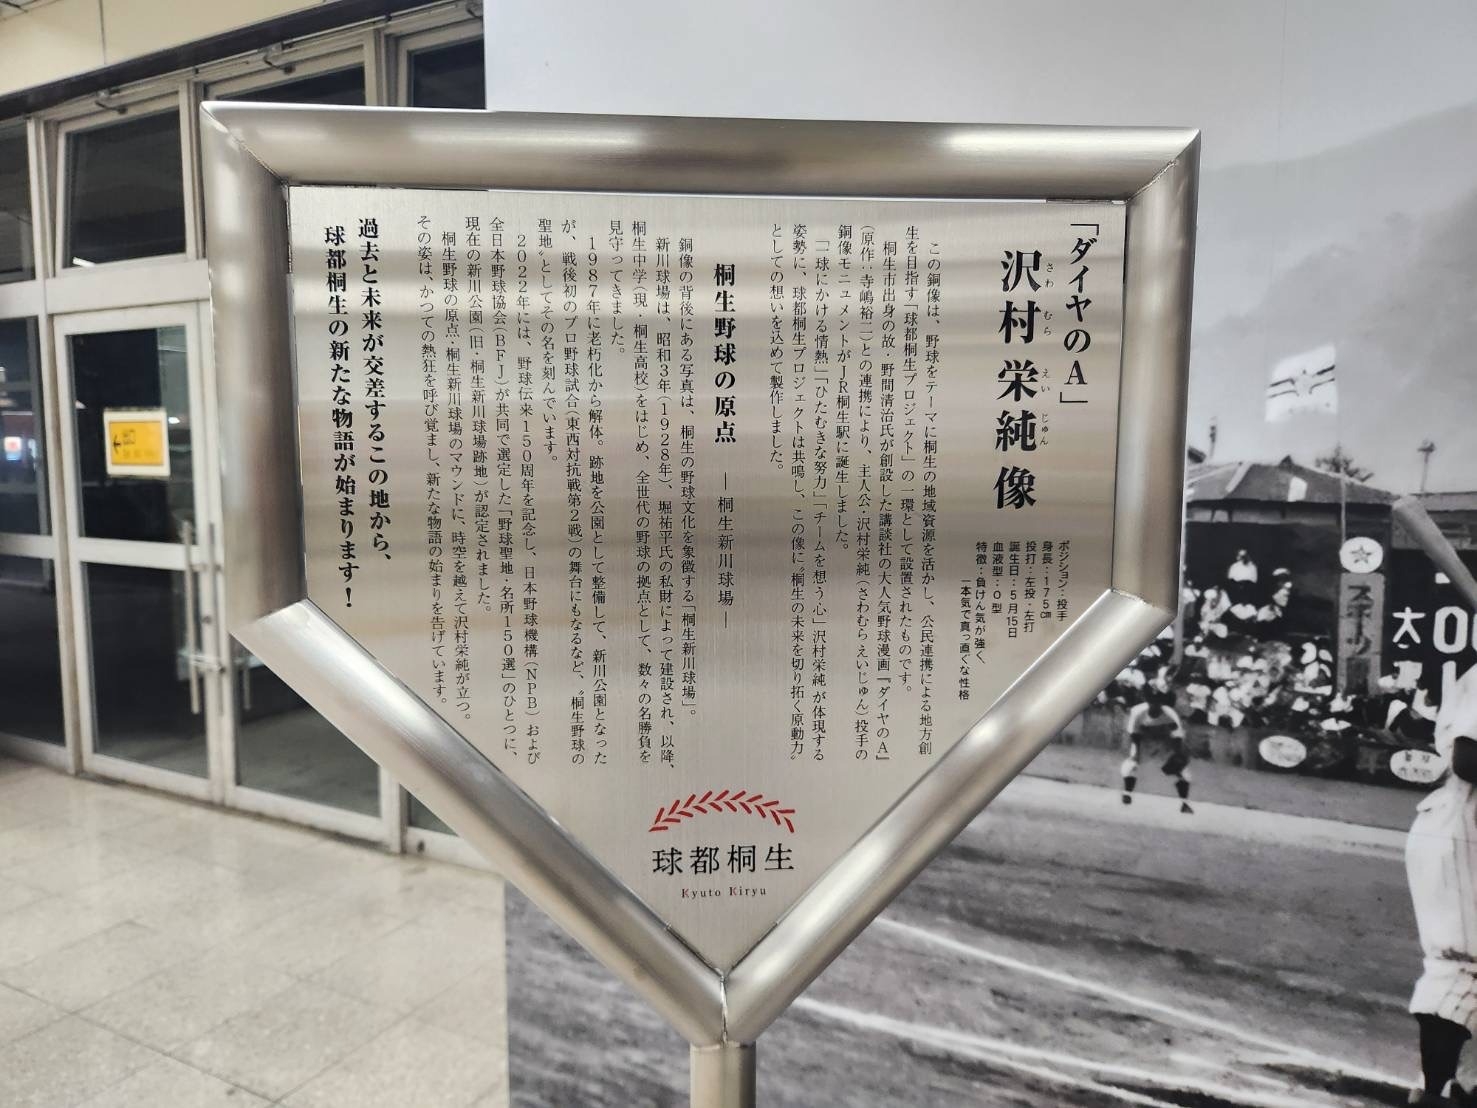 「ダイヤのA」
沢村 栄純 像
さわ むら えい じゅん
ポジション：投手
身長：175㎝
投打：左投・左打
誕生日：5月15日
血液型：O型
特徴：負けん気が強く、
一本気で真っ直ぐな性格
この銅像は、野球をテーマに桐生の地域資源を活かし、公民連携による地方創
生を目指す「球都桐生プロジェクト」の一環として設置されたものです。
桐生市出身の故・野間清治氏が創設した講談社の大人気野球漫画『ダイヤのA』
（原作：寺嶋裕二）との連携により、主人公・沢村栄純（さわむらえいじゅん）投手の
銅像モニュメントがJR桐生駅に誕生しました。
「一球にかける情熱」「ひたむきな努力」「チームを想う心」沢村栄純が体現する
姿勢に、球都桐生プロジェクトは共鳴し、この像に〝桐生の未来を切り拓く原動力〟
としての想いを込めて製作しました。
桐生野球の原点 ―桐生新川球場―
銅像の背後にある写真は、桐生の野球文化を象徴する「桐生新川球場」。
新川球場は、昭和3年（1928年）、堀祐平氏の私財によって建設され、以降、
桐生中学（現・桐生高校）をはじめ、全世代の野球の拠点として、数々の名勝負を
見守ってきました。
1987年に老朽化から解体。跡地を公園として整備して、新川公園となった
が、戦後初のプロ野球試合（東西対抗戦第2戦）の舞台にもなるなど、〝桐生野球の
聖地〟としてその名を刻んでいます。
2022年には、野球伝来150周年を記念し、日本野球機構（NPB）および
全日本野球協会（BFJ）が共同で選定した「野球聖地・名所150選」のひとつに、
現在の新川公園（旧・桐生新川球場跡地）が認定されました。
桐生野球の原点・桐生新川球場のマウンドに、時空を越えて沢村栄純が立つ。
その姿は、かつての熱狂を呼び覚まし、新たな物語の始まりを告げています。
過去と未来が交差するこの地から、
球都桐生の新たな物語が始まります！
球都桐生
Kyuto Kiryu